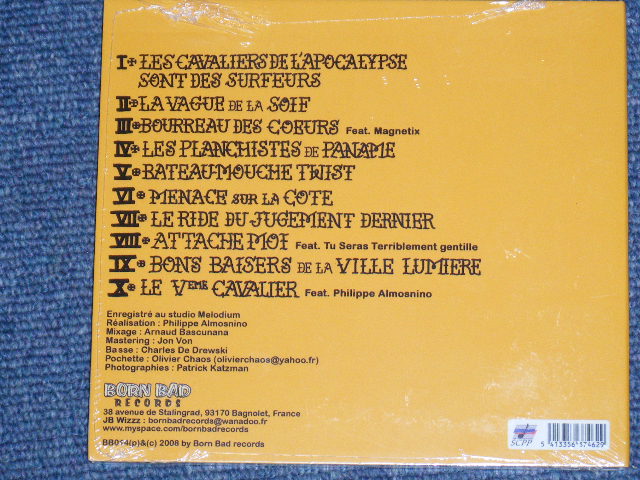 I LES CAVALIERS DE L'APOCALYPSE
SONT DES SURFEURS
II LA VAGUE DE LA SOIF
III BOURREAU DES COEURS Feat. Magnetix
IV LES PLANCHISTES DE PANAME
V BATEAU-MOUCHE TWIST
VI MENACE SUR LA COTE
VII LE RIDE DU JUGEMENT DERNIER
VIII ATTACHE MOI Feat. Tu Seras Terriblement gentille
IX BONS BAISERS DE LA VILLE LUMIERE
X LE VEME CAVALIER Feat. Philippe Almosnino
Enregistré au studio Melodium
Réalisation : Philippe Almosnino
Mixage : Arnaud Bascunana
Mastering : Jon Von
Basse : Charles De Drewski
Pochette : Olivier Chaos (olivierchaos@yahoo.fr)
Photographies : Patrick Katzman
BORN BAD
RECORDS
38 avenue de Stalingrad, 93170 Bagnolet, France
JB Wizzz : bornbadrecords@wanadoo.fr
www.myspace.com/bornbadrecords
BB014(p)&(c) 2008 by Born Bad records
SCPP
5 413356 574629